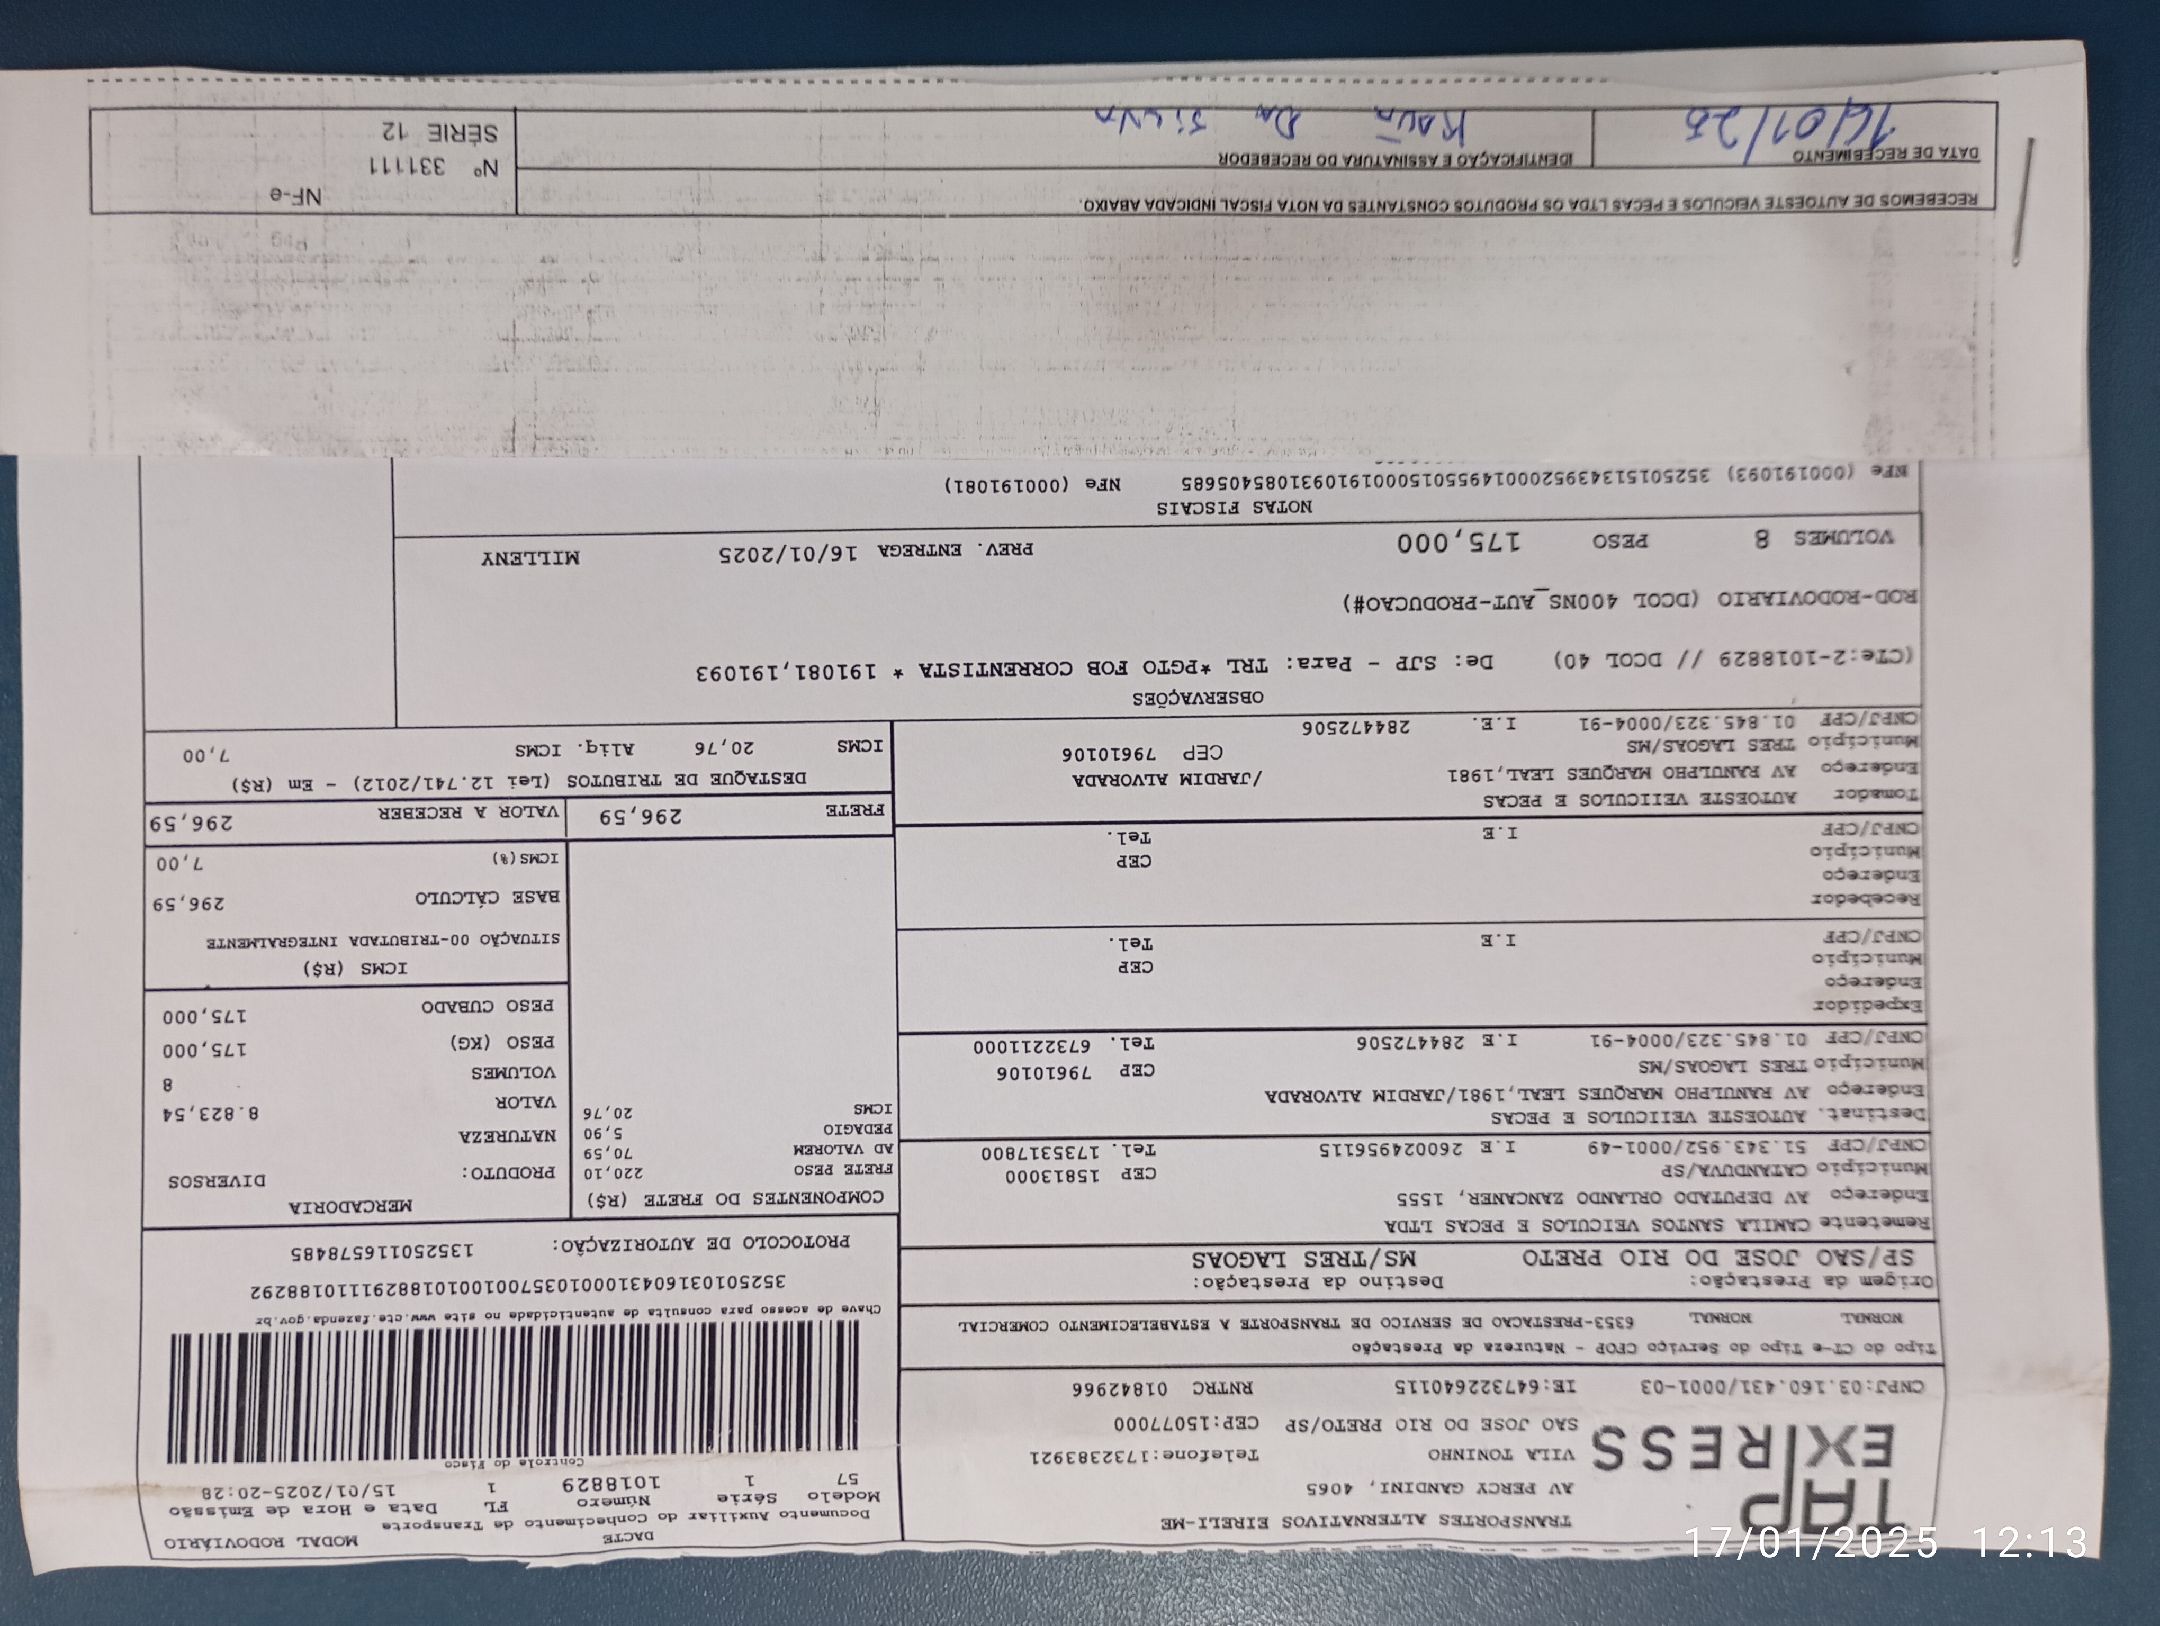 TAP
EXPRESS
TRANSPORTES ALTERNATIVOS EIRELI-ME
AV PERCY GANDINI, 4065
VILA TONINHO Telefone:1732383921
SAO JOSE DO RIO PRETO/SP CEP:15077000
CNPJ:03.160.431/0001-03 IE:647322640115 RNTRC 01842966
DACTE MODAL RODOVIÁRIO
Documento Auxiliar do Conhecimento de Transporte
Modelo Série Número FL Data e Hora de Emissão
57 1 1018829 1 15/01/2025-20:28
Controle do Fisco
Chave de acesso para consulta de autenticidade no site www.cte.fazenda.gov.br
35250103160431000103570010010188291110188292
PROTOCOLO DE AUTORIZAÇÃO: 135250116578485
Tipo do CT-e Tipo do Serviço CFOP - Natureza da Prestação
NORMAL NORMAL 6353-PRESTACAO DE SERVICO DE TRANSPORTE A ESTABELECIMENTO COMERCIAL
Origem da Prestação: Destino da Prestação:
SP/SAO JOSE DO RIO PRETO MS/TRES LAGOAS
Remetente CAMILA SANTOS VEICULOS E PECAS LTDA
Endereço AV DEPUTADO ORLANDO ZANCANER, 1555
Município CATANDUVA/SP CEP 15813000
CNPJ/CPF 51.343.952/0001-49 I.E 260024956115 Tel. 1735317800
Destinat. AUTOESTE VEIICULOS E PECAS
Endereço AV RANULPHO MARQUES LEAL,1981/JARDIM ALVORADA
Município TRES LAGOAS/MS CEP 79610106
CNPJ/CPF 01.845.323/0004-91 I.E 284472506 Tel. 6732211000
Expedidor
Endereço
Município CEP
CNPJ/CPF I.E Tel.
Recebedor
Endereço
Município CEP
CNPJ/CPF I.E Tel.
Tomador AUTOESTE VEIICULOS E PECAS
Endereço AV RANULPHO MARQUES LEAL,1981 /JARDIM ALVORADA
Município TRES LAGOAS/MS CEP 79610106
CNPJ/CPF 01.845.323/0004-91 I.E. 284472506
COMPONENTES DO FRETE (R$)
FRETE PESO 220,10
AD VALOREM 70,59
PEDAGIO 5,90
ICMS 20,76
MERCADORIA
PRODUTO: DIVERSOS
NATUREZA
VALOR 8.823,54
VOLUMES 8
PESO (KG) 175,000
PESO CUBADO 175,000
ICMS (R$)
SITUAÇÃO 00-TRIBUTADA INTEGRALMENTE
BASE CÁLCULO 296,59
ICMS(%) 7,00
FRETE 296,59 VALOR A RECEBER 296,59
DESTAQUE DE TRIBUTOS (Lei 12.741/2012) - Em (R$)
ICMS 20,76 Aliq. ICMS 7,00
OBSERVAÇÕES
(CTe:2-1018829 // DCOL 40) De: SJP - Para: TRL *PGTO FOB CORRENTISTA * 191081,191093
ROD-RODOVIARIO (DCOL 400NS_AUT-PRODUCAO#)
VOLUMES 8 PESO 175,000 PREV. ENTREGA 16/01/2025 MILLENY
NOTAS FISCAIS
NFe (000191093) 35250151343952000149550150001910931085405685 NFe (000191081)
RECEBEMOS DE AUTOESTE VEICULOS E PECAS LTDA OS PRODUTOS CONSTANTES DA NOTA FISCAL INDICADA ABAIXO.
DATA DE RECEBIMENTO IDENTIFICAÇÃO E ASSINATURA DO RECEBEDOR
16/01/25 KAUÃ DA SILVA
NF-e
Nº 331111
SÉRIE 12
17/01/2025 12:13